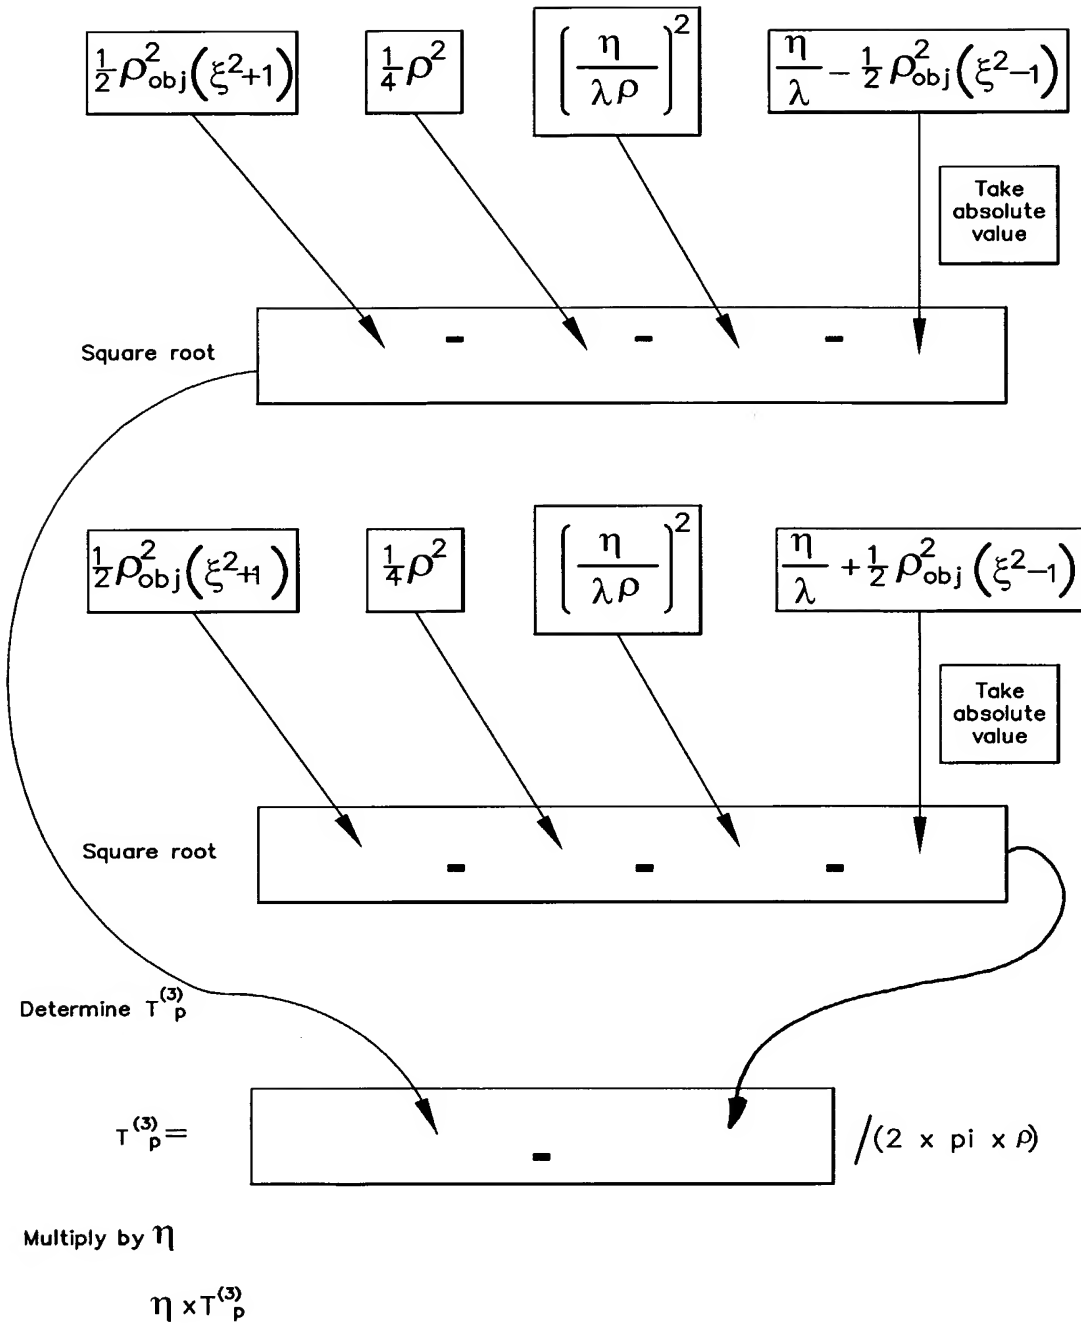 ½ρ²obj(ξ²+1) ¼ρ² (η/λρ)² η/λ − ½ρ²obj(ξ²−1)
Take
absolute
value
- - -
Square root
½ρ²obj(ξ²+1) ¼ρ² (η/λρ)² η/λ + ½ρ²obj(ξ²−1)
Take
absolute
value
Square root
- - -
Determine T⁽³⁾p
T⁽³⁾p= - /(2 x pi x ρ)
Multiply by η
η x T⁽³⁾p